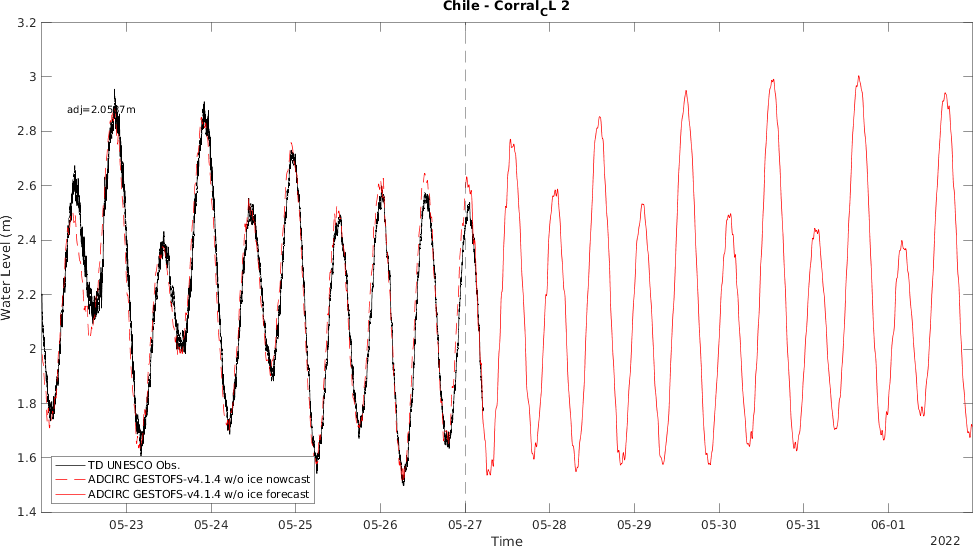 Chile - Corral_CL 2
3.2
3
2.8
2.6
2.4
2.2
2
1.8
1.6
1.4
Water Level (m)
TD UNESCO Obs.
ADCIRC GESTOFS-v4.1.4 w/o ice nowcast
ADCIRC GESTOFS-v4.1.4 w/o ice forecast
05-23 05-24 05-25 05-26 05-27 05-28 05-29 05-30 05-31 06-01
Time
2022